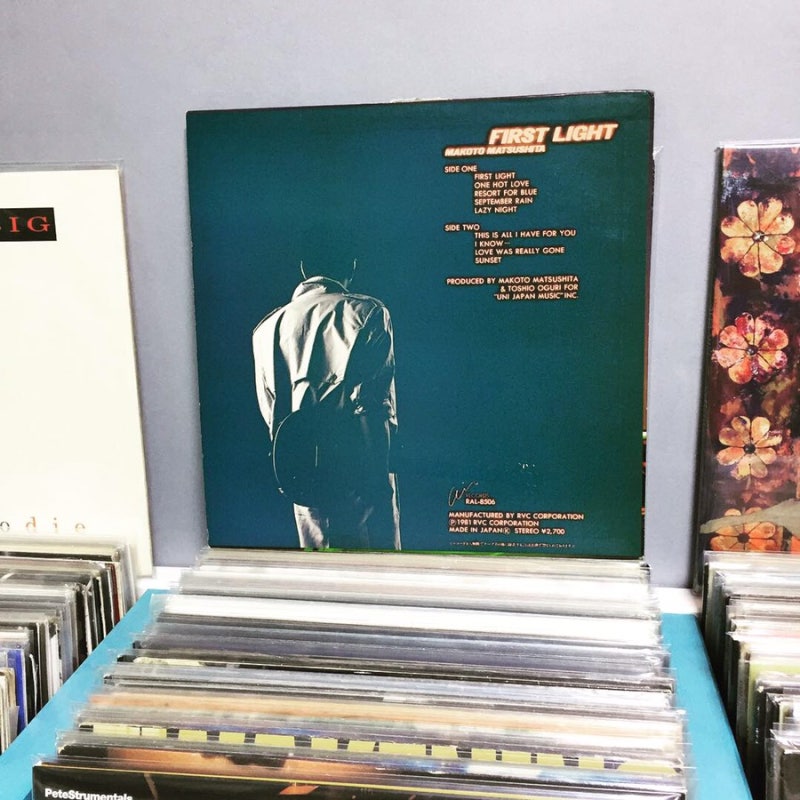 FIRST LIGHT
MAKOTO MATSUSHITA
SIDE ONE
FIRST LIGHT
ONE HOT LOVE
RESORT FOR BLUE
SEPTEMBER RAIN
LAZY NIGHT
SIDE TWO
THIS IS ALL I HAVE FOR YOU
I KNOW—
LOVE WAS REALLY GONE
SUNSET
PRODUCED BY MAKOTO MATSUSHITA
& TOSHIO OGURI FOR
"UNI JAPAN MUSIC" INC.
Air
RECORDS
RAL-8506
MANUFACTURED BY RVC CORPORATION
Ⓟ 1981 RVC CORPORATION
MADE IN JAPAN Ⓡ STEREO ¥2,700
IG
odie
PeteStrumentals